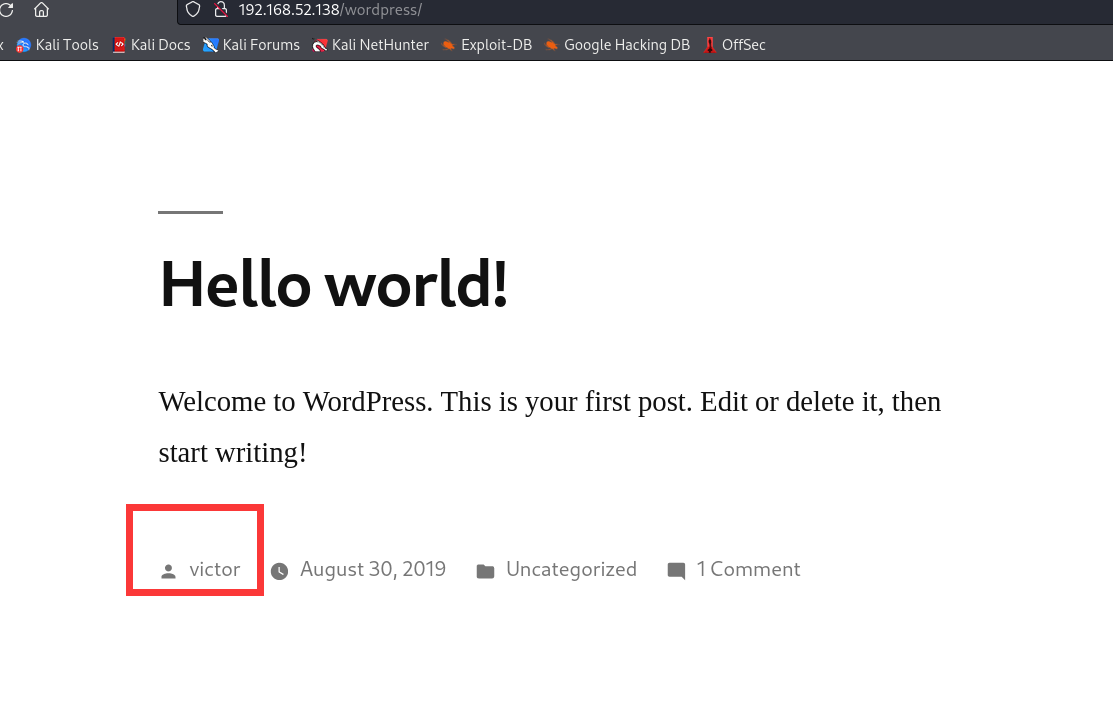 192.168.52.138/wordpress/
Kali Tools Kali Docs Kali Forums Kali NetHunter Exploit-DB Google Hacking DB OffSec
Hello world!
Welcome to WordPress. This is your first post. Edit or delete it, then
start writing!
victor August 30, 2019 Uncategorized 1 Comment